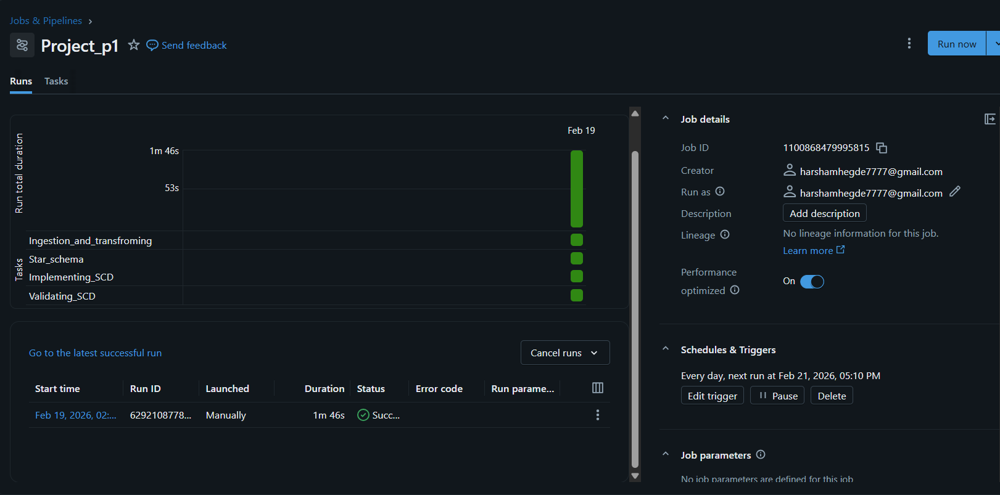 Jobs & Pipelines
Project_p1 Send feedback
Run now
Runs Tasks
Run total duration
Feb 19
1m 46s
53s
Tasks
Ingestion_and_transfroming
Star_schema
Implementing_SCD
Validating_SCD
Go to the latest successful run
Cancel runs
Start time Run ID Launched Duration Status Error code Run parame...
Feb 19, 2026, 02:... 6292108778... Manually 1m 46s Succ...
Job details
Job ID 1100868479995815
Creator harshamhegde7777@gmail.com
Run as harshamhegde7777@gmail.com
Description Add description
Lineage No lineage information for this job.
Learn more
Performance
optimized On
Schedules & Triggers
Every day, next run at Feb 21, 2026, 05:10 PM
Edit trigger Pause Delete
Job parameters
No job parameters are defined for this job